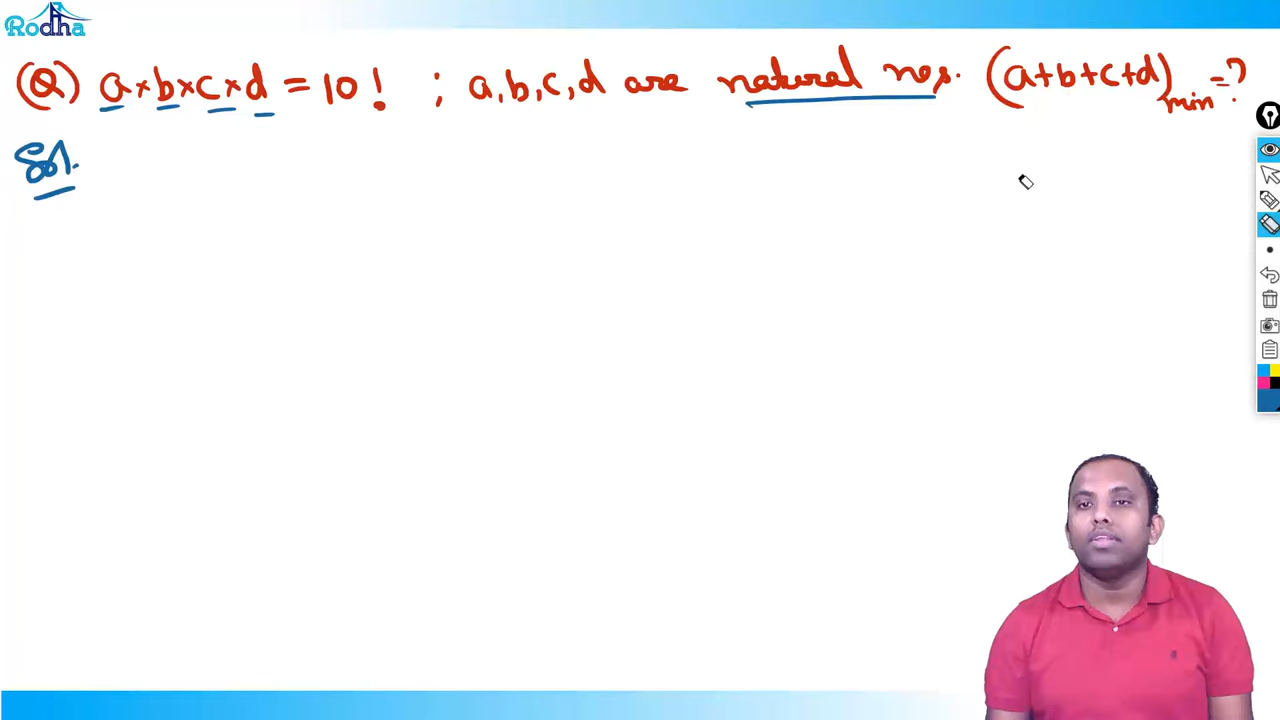 Rodha
(Q) a×b×c×d = 10! ; a,b,c,d are natural nos. (a+b+c+d)min = ?
Sol.